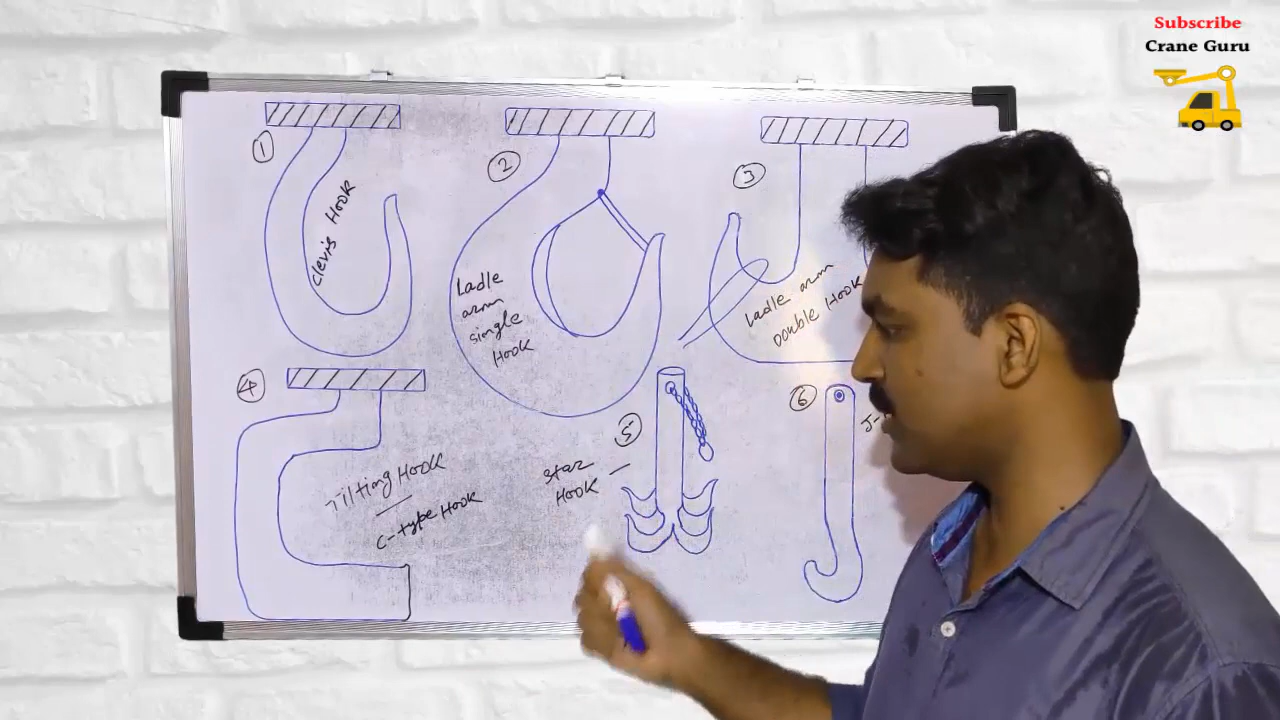 Subscribe
Crane Guru
1
Clevis Hook
2
Ladle
arm
single
Hook
3
Ladle arm
Double Hook
4
Tilting Hook
C-type Hook
5
Star
Hook
6
J-